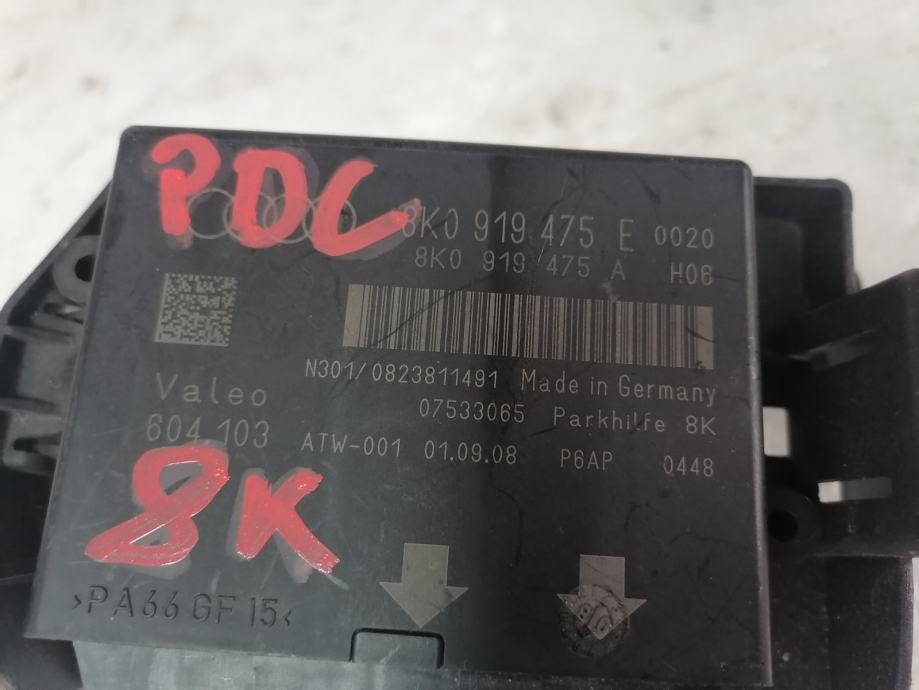 PDC
8K0 919 475 E 0020
8K0 919 475 A H06
N301/0823811491 Made in Germany
Valeo
07533065 Parkhilfe 8K
604.103
ATW-001 01.09.08 P6AP 0448
8K
>PA66 GF15<